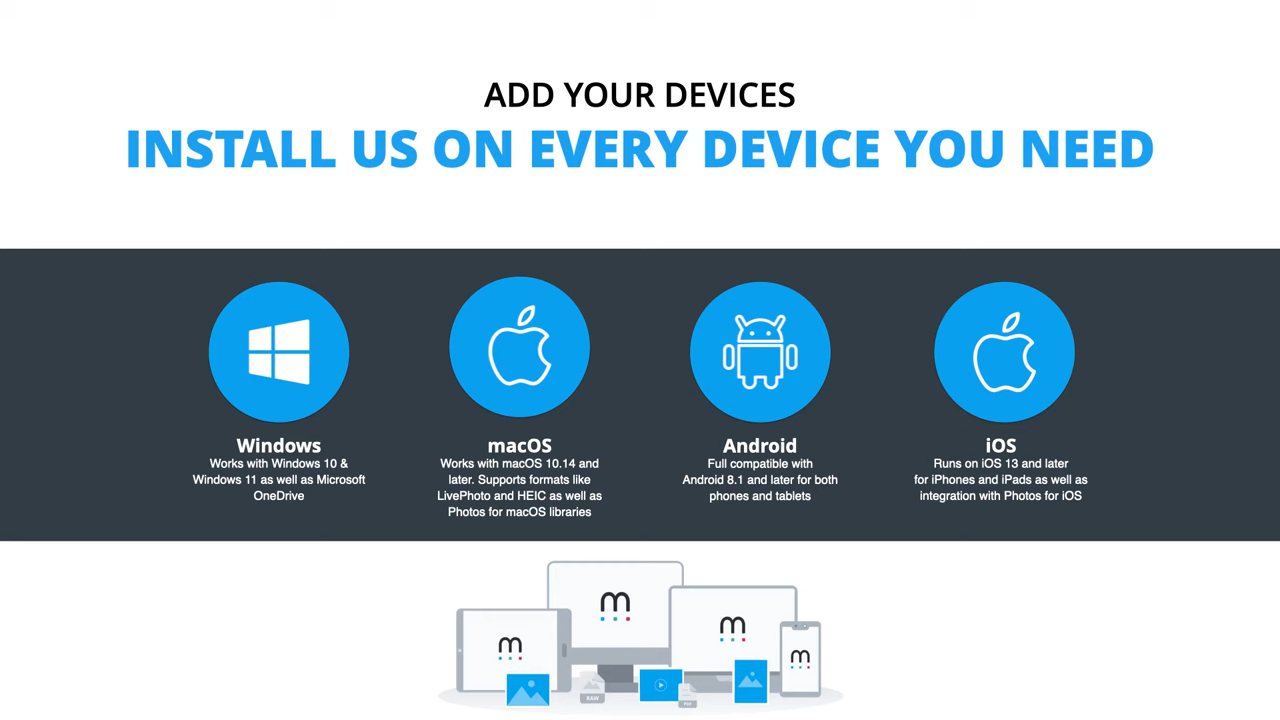 ADD YOUR DEVICES
INSTALL US ON EVERY DEVICE YOU NEED
Windows
Works with Windows 10 &
Windows 11 as well as Microsoft
OneDrive
macOS
Works with macOS 10.14 and
later. Supports formats like
LivePhoto and HEIC as well as
Photos for macOS libraries
Android
Full compatible with
Android 8.1 and later for both
phones and tablets
iOS
Runs on iOS 13 and later
for iPhones and iPads as well as
integration with Photos for iOS
m
m
m
m
RAW
PDF